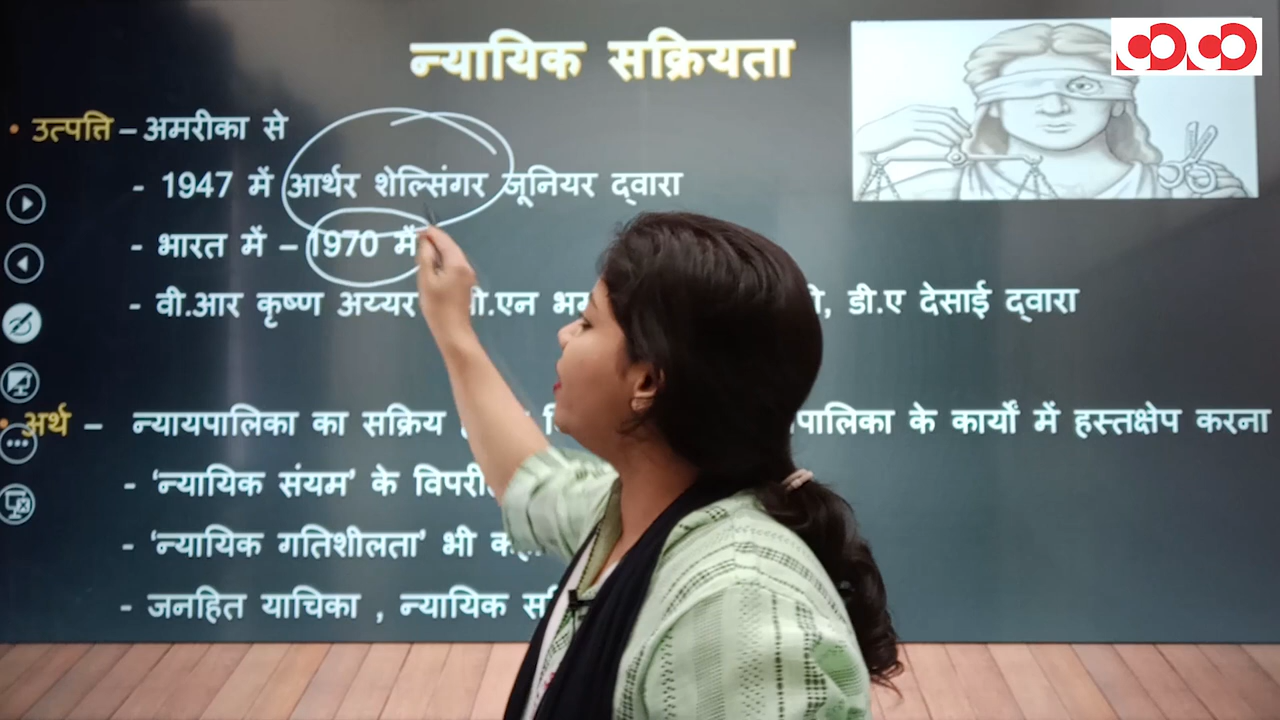 न्यायिक सक्रियता
• उत्पत्ति – अमरीका से
- 1947 में आर्थर शेल्सिंगर जूनियर द्वारा
- भारत में – 1970 में
- वी.आर कृष्ण अय्यर डी.ए देसाई द्वारा
• अर्थ – न्यायपालिका का सक्रिय के कार्यों में हस्तक्षेप करना
- ‘न्यायिक संयम’ के
- ‘न्यायिक गतिशीलता’ भी
- जनहित याचिका , न्यायिक